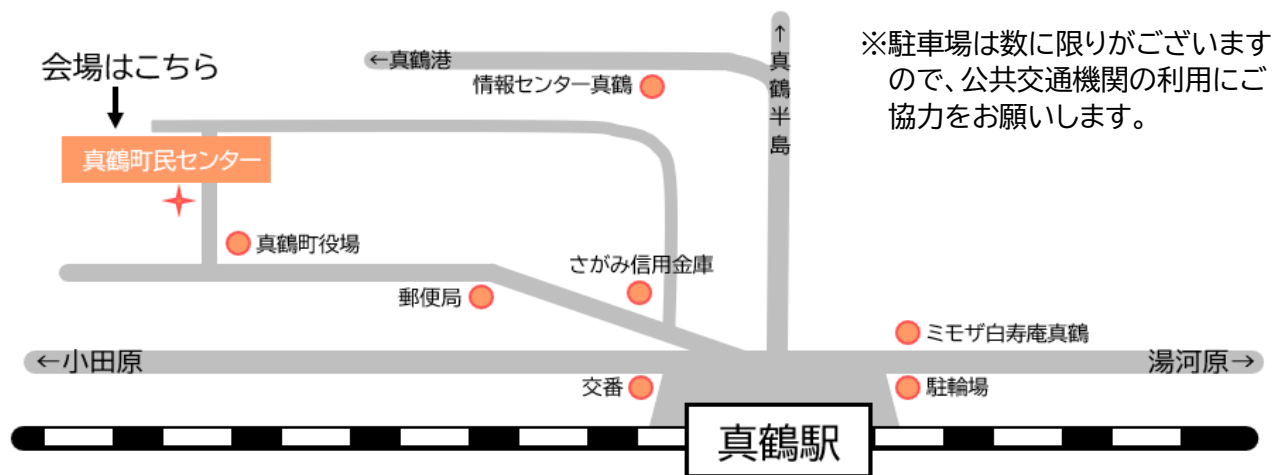 会場はこちら
真鶴町民センター
←真鶴港
情報センター真鶴
↑真鶴半島
※駐車場は数に限りがございます
ので、公共交通機関の利用にご
協力をお願いします。
真鶴町役場
さがみ信用金庫
郵便局
ミモザ白寿庵真鶴
←小田原
湯河原→
交番
駐輪場
真鶴駅